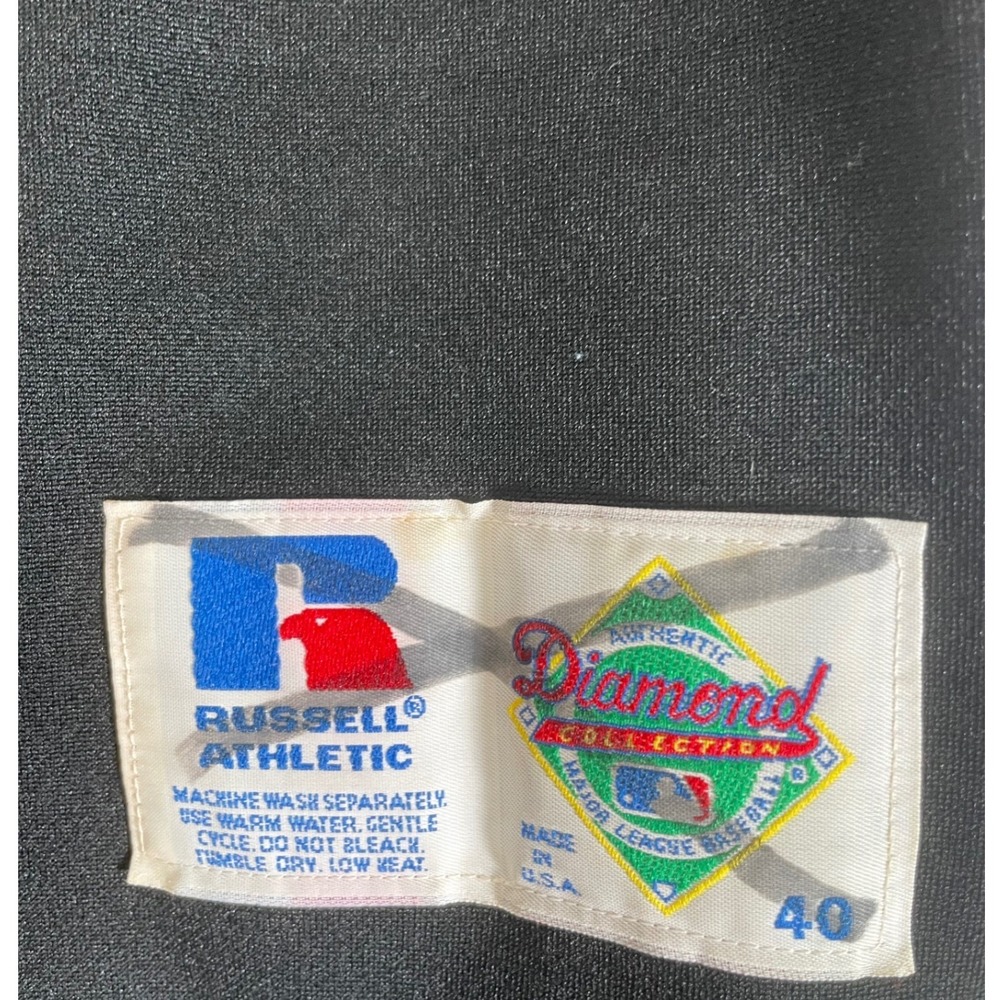 RUSSELL®
ATHLETIC
MACHINE WASH SEPARATELY.
USE WARM WATER. GENTLE
CYCLE. DO NOT BLEACH.
TUMBLE DRY. LOW HEAT.
AUTHENTIC
Diamond
COLLECTION
®
MAJOR LEAGUE BASEBALL
MADE
IN
U.S.A.
40